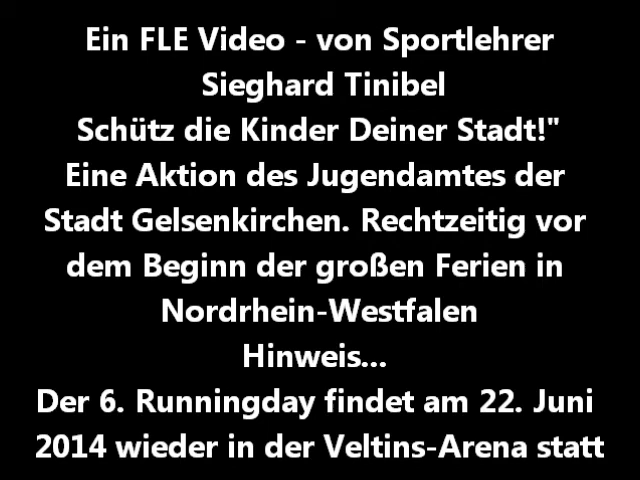 Ein FLE Video - von Sportlehrer
Sieghard Tinibel
Schütz die Kinder Deiner Stadt!"
Eine Aktion des Jugendamtes der
Stadt Gelsenkirchen. Rechtzeitig vor
dem Beginn der großen Ferien in
Nordrhein-Westfalen
Hinweis...
Der 6. Runningday findet am 22. Juni
2014 wieder in der Veltins-Arena statt